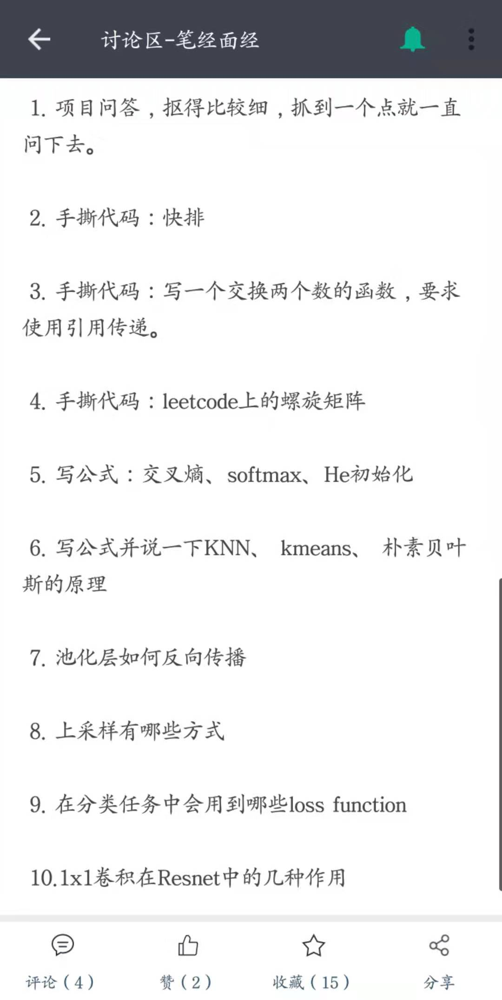 讨论区-笔经面经
1. 项目问答，抠得比较细，抓到一个点就一直
问下去。
2. 手撕代码：快排
3. 手撕代码：写一个交换两个数的函数，要求
使用引用传递。
4. 手撕代码：leetcode上的螺旋矩阵
5. 写公式：交叉熵、softmax、He初始化
6. 写公式并说一下KNN、 kmeans、 朴素贝叶
斯的原理
7. 池化层如何反向传播
8. 上采样有哪些方式
9. 在分类任务中会用到哪些loss function
10.1x1卷积在Resnet中的几种作用
评论（4） 赞（2） 收藏（15） 分享